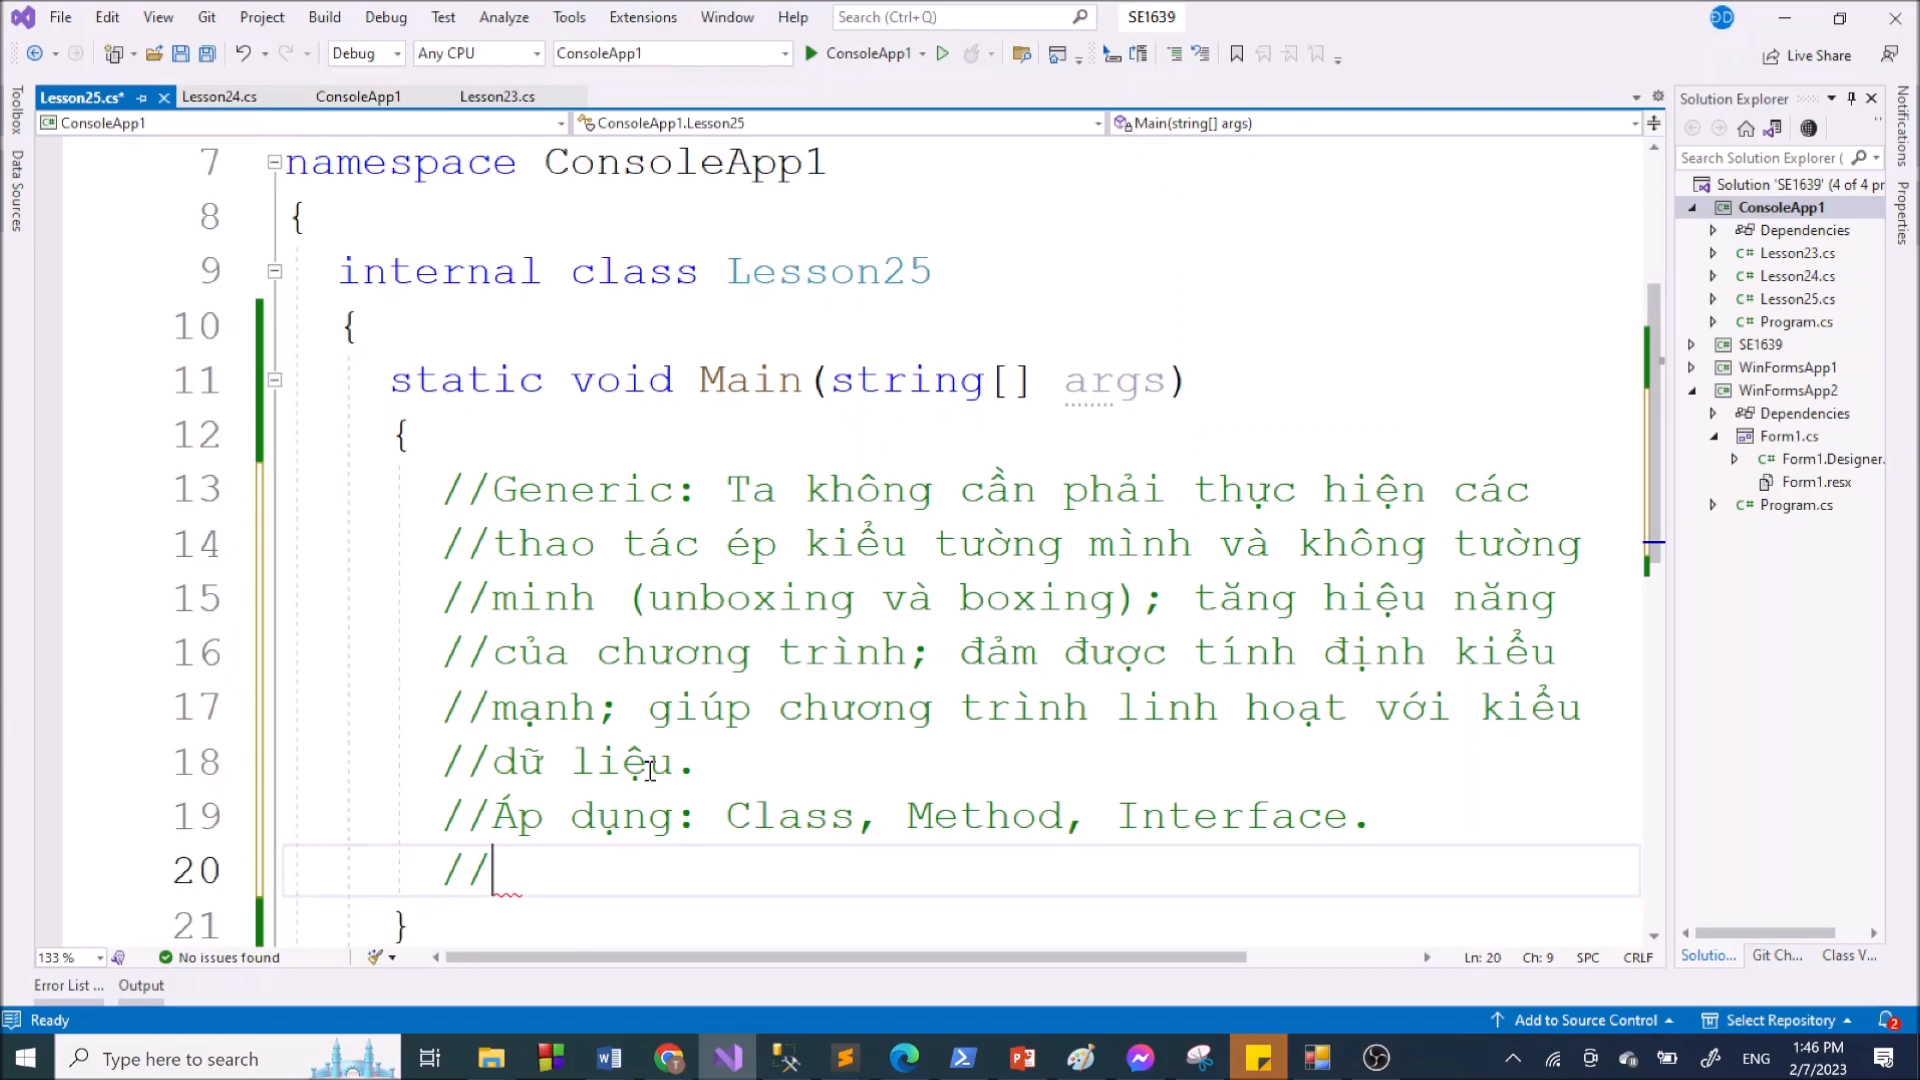 File Edit View Git Project Build Debug Test Analyze Tools Extensions Window Help Search (Ctrl+Q) SE1639 ĐD
Debug Any CPU ConsoleApp1 ConsoleApp1 Live Share
Lesson25.cs* Lesson24.cs ConsoleApp1 Lesson23.cs
ConsoleApp1 ConsoleApp1.Lesson25 Main(string[] args)
Toolbox
Data Sources
7 namespace ConsoleApp1
8 {
9 internal class Lesson25
10 {
11 static void Main(string[] args)
12 {
13 //Generic: Ta không cần phải thực hiện các
14 //thao tác ép kiểu tường mình và không tường
15 //minh (unboxing và boxing); tăng hiệu năng
16 //của chương trình; đảm được tính định kiểu
17 //mạnh; giúp chương trình linh hoạt với kiểu
18 //dữ liệu.
19 //Áp dụng: Class, Method, Interface.
20 //
21 }
133 % No issues found Ln: 20 Ch: 9 SPC CRLF
Solution Explorer
Search Solution Explorer (
Solution 'SE1639' (4 of 4 pr
ConsoleApp1
Dependencies
C# Lesson23.cs
C# Lesson24.cs
C# Lesson25.cs
C# Program.cs
SE1639
WinFormsApp1
WinFormsApp2
Dependencies
Form1.cs
C# Form1.Designer.
Form1.resx
C# Program.cs
Solutio... Git Ch... Class V...
Notifications
Properties
Error List ... Output
Ready Add to Source Control Select Repository 2
Type here to search ENG 1:46 PM
2/7/2023